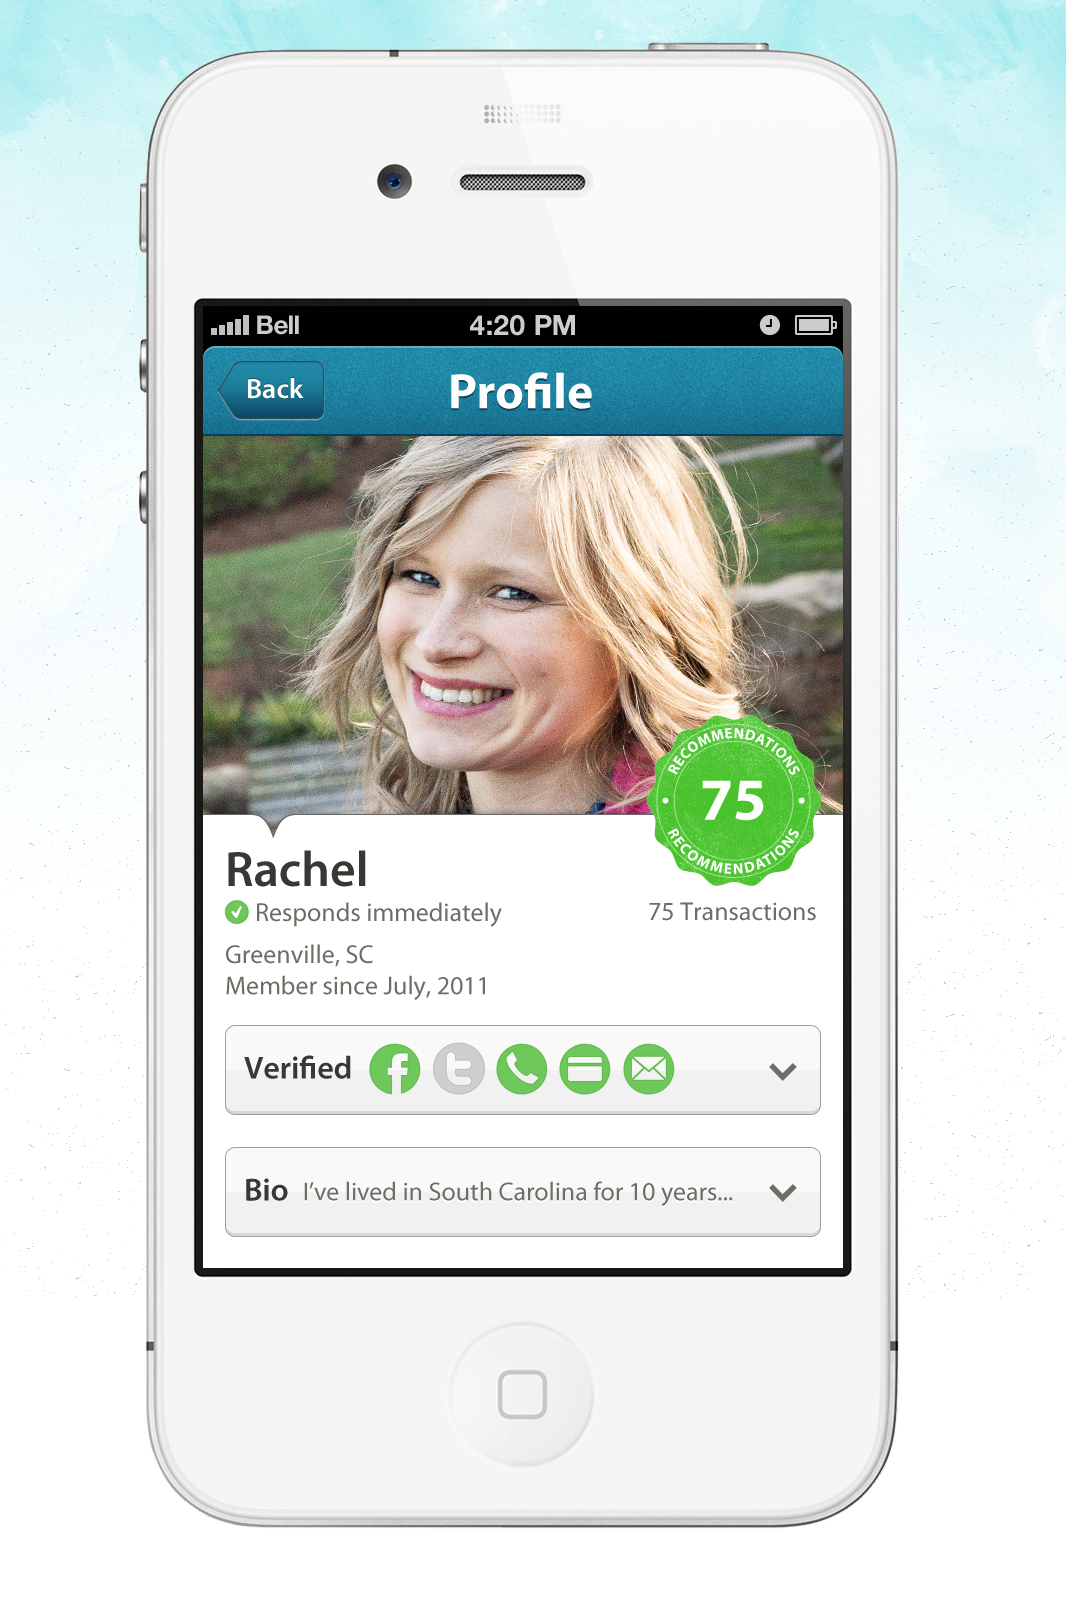 Bell
4:20 PM
Back
Profile
RECOMMENDATIONS
75
RECOMMENDATIONS
Rachel
Responds immediately
75 Transactions
Greenville, SC
Member since July, 2011
Verified
Bio I've lived in South Carolina for 10 years...